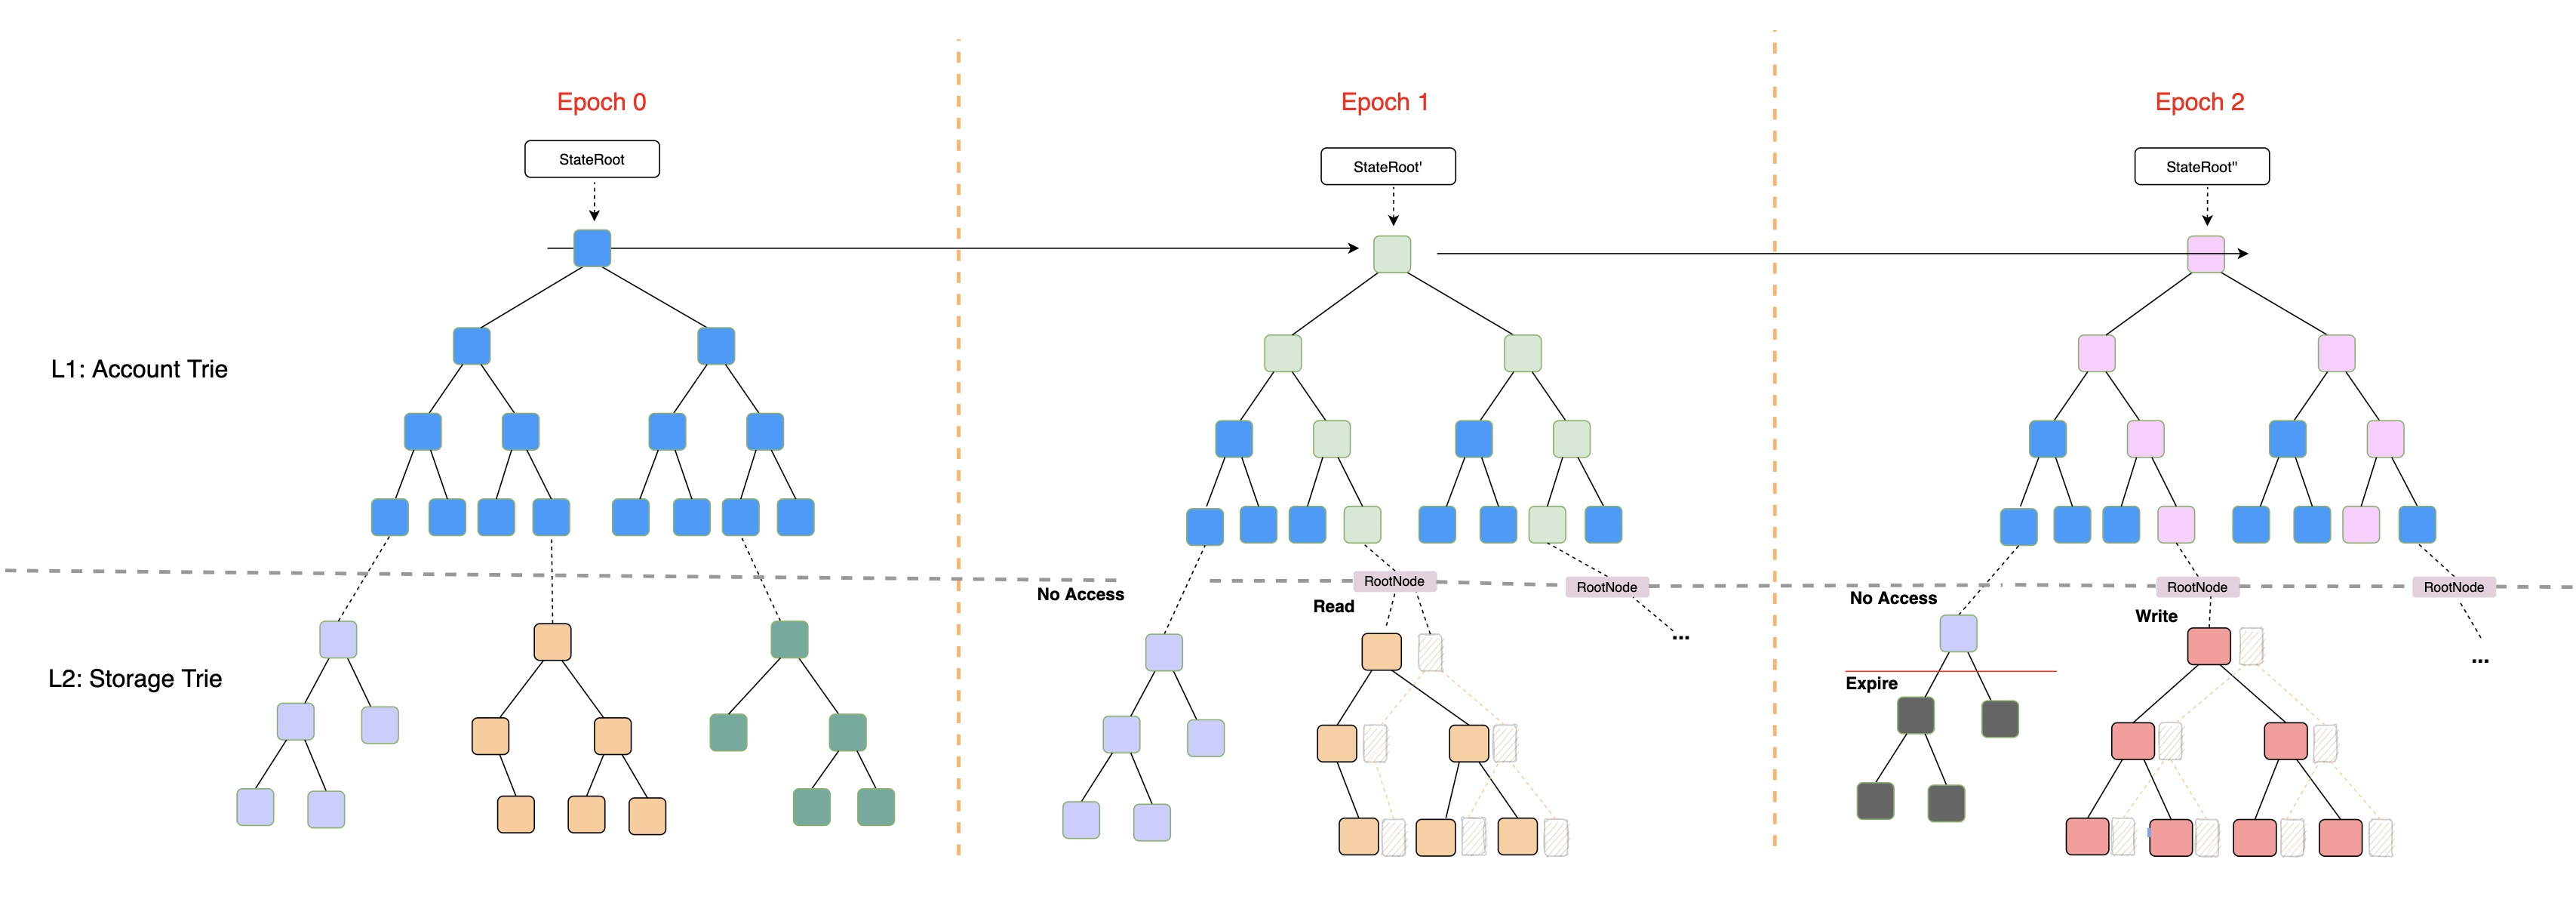 Epoch 0
Epoch 1
Epoch 2
StateRoot
StateRoot'
StateRoot"
L1: Account Trie
RootNode
RootNode
RootNode
RootNode
No Access
Read
No Access
Write
...
...
Expire
L2: Storage Trie